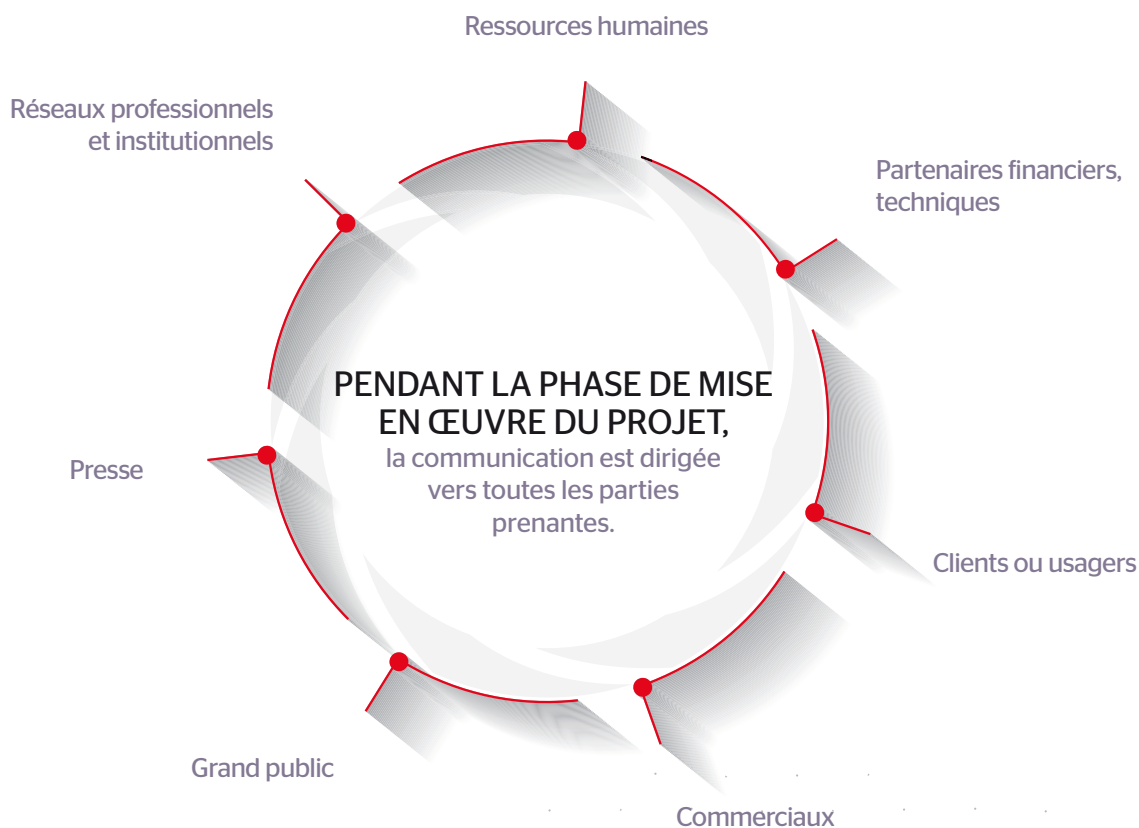 Ressources humaines
Réseaux professionnels
et institutionnels
Partenaires financiers,
techniques
PENDANT LA PHASE DE MISE
EN ŒUVRE DU PROJET,
la communication est dirigée
vers toutes les parties
prenantes.
Presse
Clients ou usagers
Grand public
Commerciaux